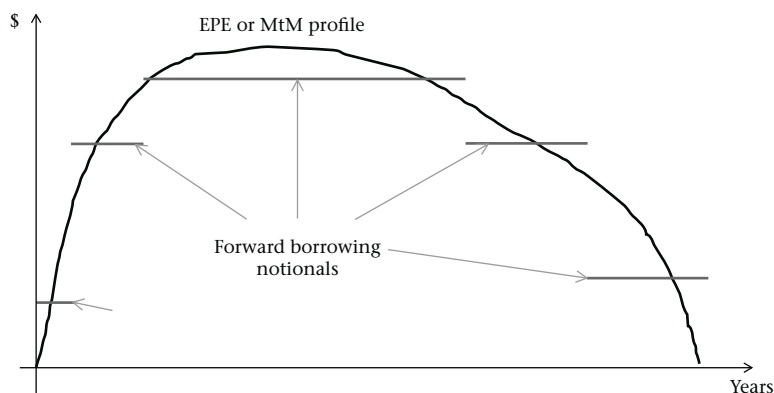 $
EPE or MtM profile
Forward borrowing
notionals
Years